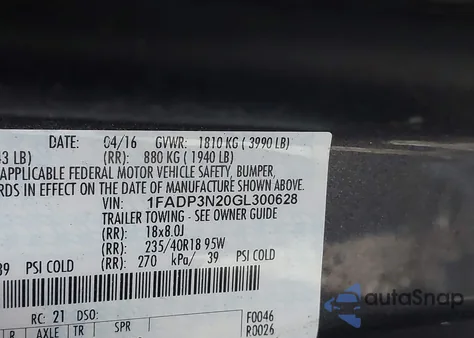 DATE: 04/16 GVWR: 1810 KG ( 3990 LB)
3 LB) (RR): 880 KG ( 1940 LB)
APPLICABLE FEDERAL MOTOR VEHICLE SAFETY, BUMPER,
RDS IN EFFECT ON THE DATE OF MANUFACTURE SHOWN ABOVE.
VIN: 1FADP3N20GL300628
TRAILER TOWING - SEE OWNER GUIDE
(RR): 18x8.0J
(RR): 235/40R18 95W
39 PSI COLD (RR): 270 kPa/ 39 PSI COLD
RC: 21 DSO: F0046
R AXLE TR SPR R0026
autoSnap